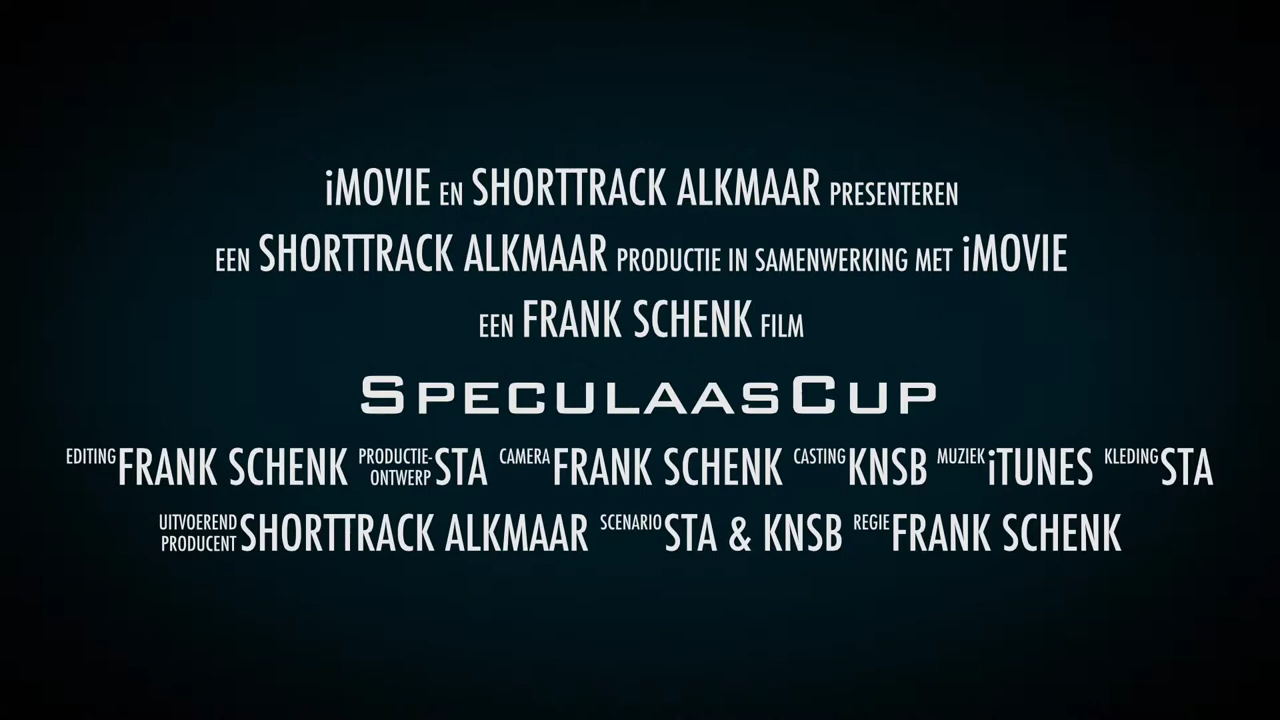 iMOVIE EN SHORTTRACK ALKMAAR PRESENTEREN
EEN SHORTTRACK ALKMAAR PRODUCTIE IN SAMENWERKING MET iMOVIE
EEN FRANK SCHENK FILM
SPECULAASCUP
EDITING FRANK SCHENK PRODUCTIE-ONTWERP STA CAMERA FRANK SCHENK CASTING KNSB MUZIEK iTUNES KLEDING STA
UITVOEREND PRODUCENT SHORTTRACK ALKMAAR SCENARIO STA & KNSB REGIE FRANK SCHENK